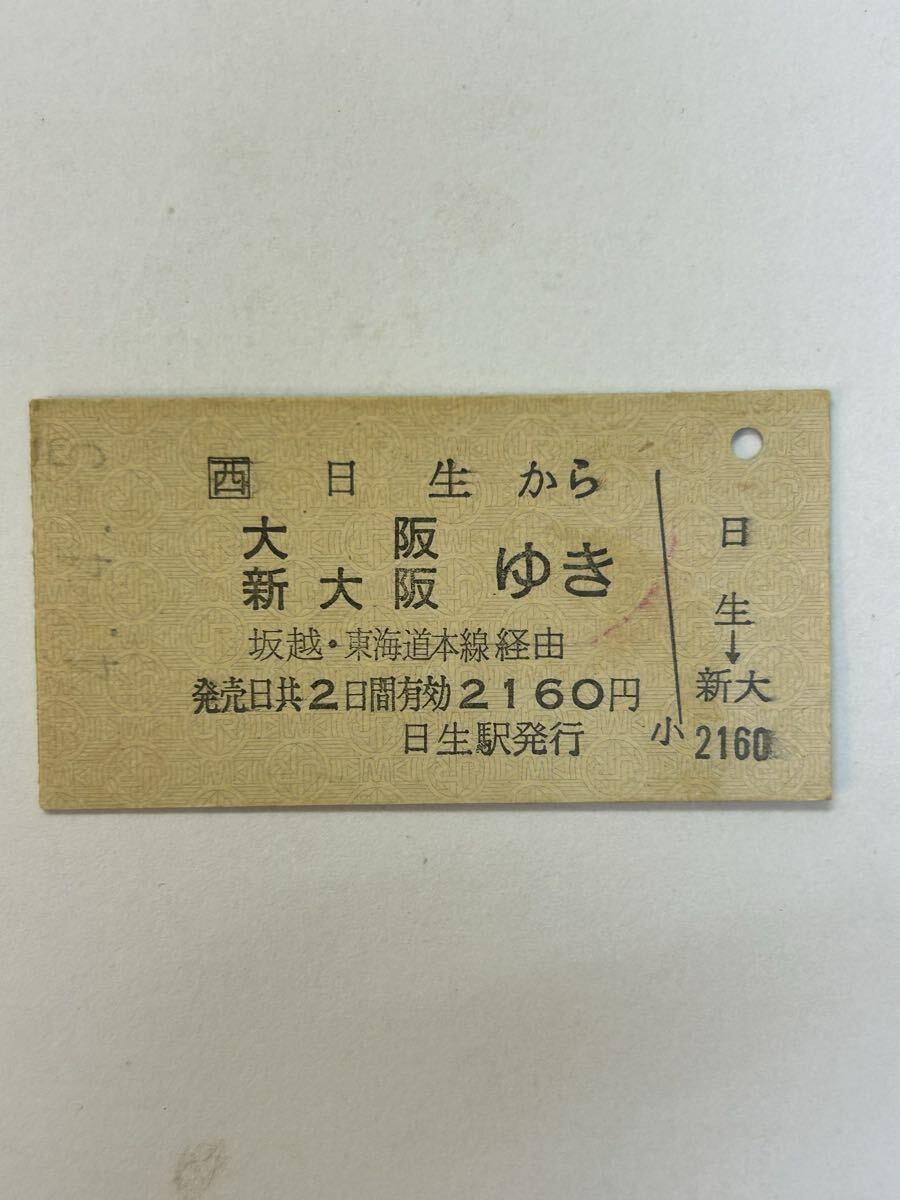 西 日生から
大阪
新大阪 ゆき
坂越・東海道本線経由
発売日共2日間有効2160円
日生駅発行
小
日生→新大
2160